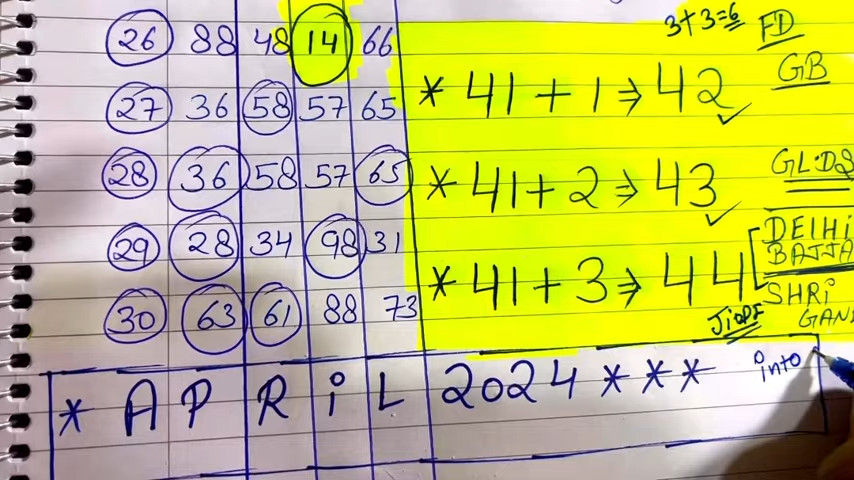 3+3=6 FD
26 88 48 14 66
GB
27 36 58 57 65 * 41 + 1 ⇒ 42 ✓
28 36 58 57 65 * 41 + 2 ⇒ 43 ✓
GL.DS
29 28 34 98 31
DELHI
BAJJA
30 63 61 88 73 * 41 + 3 ⇒ 44
SHRi
GAN
* A P R i L 2024 * * * into